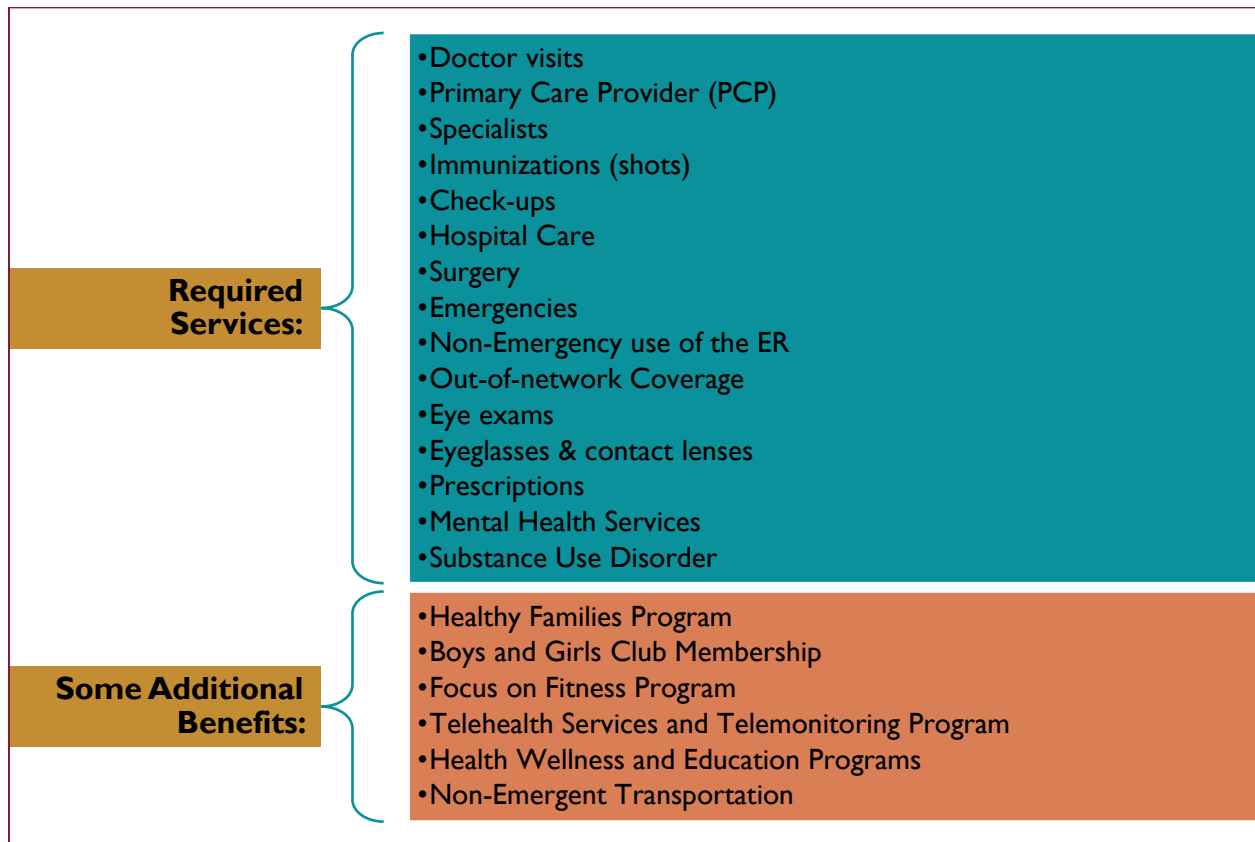 Required
Services:
•Doctor visits
•Primary Care Provider (PCP)
•Specialists
•Immunizations (shots)
•Check-ups
•Hospital Care
•Surgery
•Emergencies
•Non-Emergency use of the ER
•Out-of-network Coverage
•Eye exams
•Eyeglasses & contact lenses
•Prescriptions
•Mental Health Services
•Substance Use Disorder
Some Additional
Benefits:
•Healthy Families Program
•Boys and Girls Club Membership
•Focus on Fitness Program
•Telehealth Services and Telemonitoring Program
•Health Wellness and Education Programs
•Non-Emergent Transportation